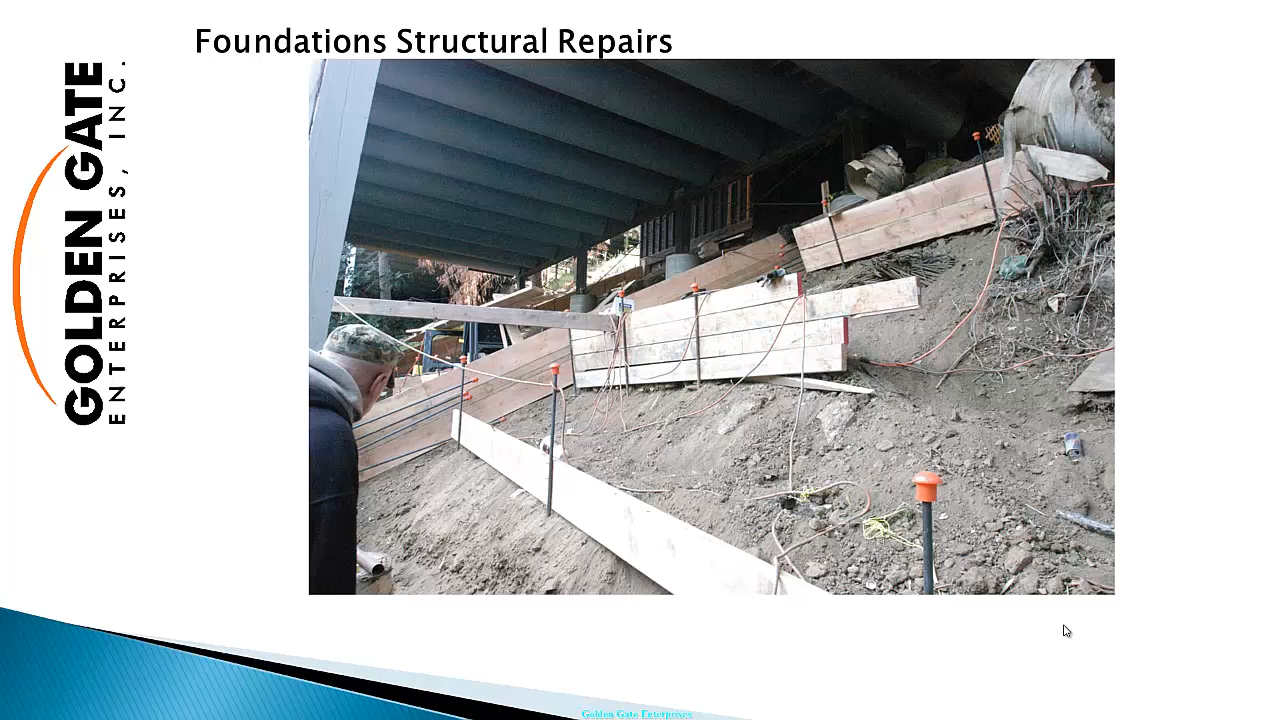 Foundations Structural Repairs
GOLDEN GATE
ENTERPRISES, INC.
Golden Gate Enterprises